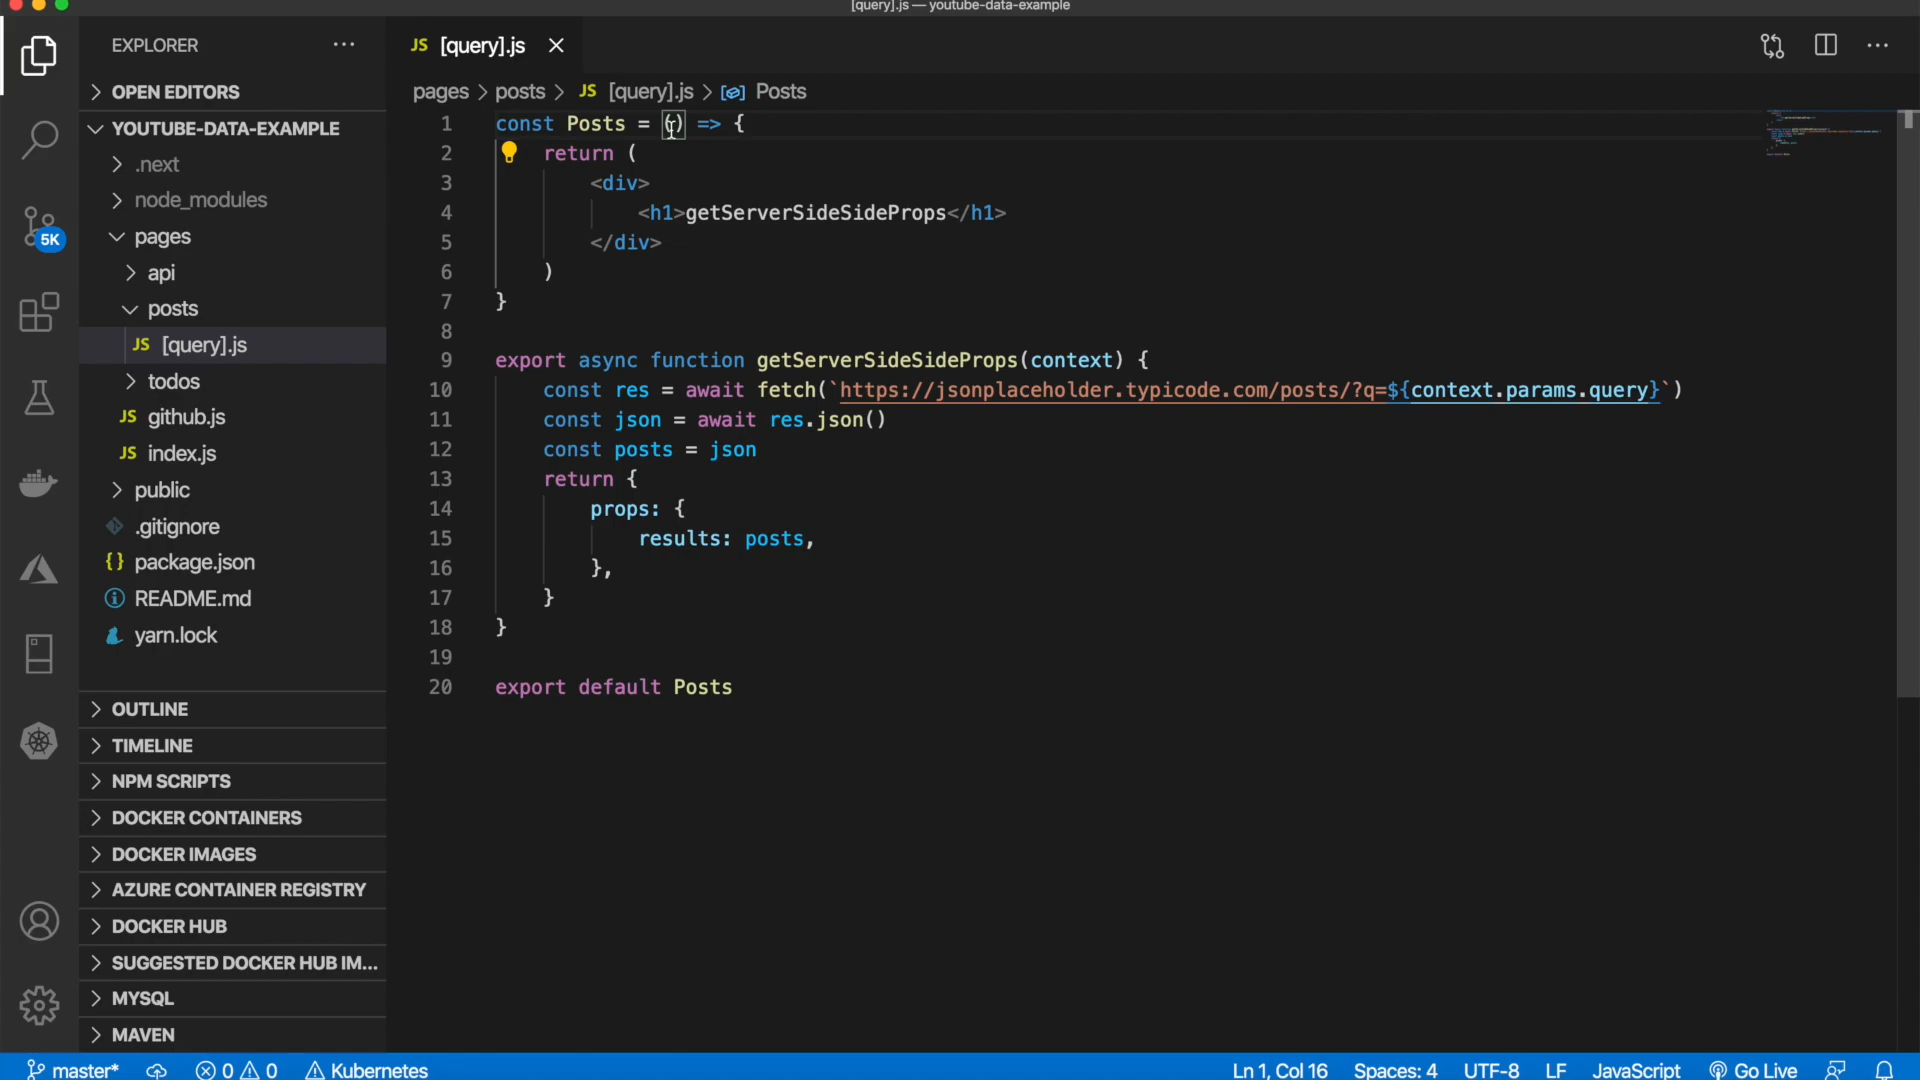 [query].js — youtube-data-example
EXPLORER
OPEN EDITORS
YOUTUBE-DATA-EXAMPLE
.next
node_modules
pages
api
posts
JS [query].js
todos
JS github.js
JS index.js
public
.gitignore
{} package.json
README.md
yarn.lock
OUTLINE
TIMELINE
NPM SCRIPTS
DOCKER CONTAINERS
DOCKER IMAGES
AZURE CONTAINER REGISTRY
DOCKER HUB
SUGGESTED DOCKER HUB IM...
MYSQL
MAVEN
5K
JS [query].js
pages > posts > JS [query].js > Posts
1 const Posts = () => {
2 return (
3 <div>
4 <h1>getServerSideSideProps</h1>
5 </div>
6 )
7 }
8
9 export async function getServerSideSideProps(context) {
10 const res = await fetch(`https://jsonplaceholder.typicode.com/posts/?q=${context.params.query}`)
11 const json = await res.json()
12 const posts = json
13 return {
14 props: {
15 results: posts,
16 },
17 }
18 }
19
20 export default Posts
master* 0 0 Kubernetes Ln 1, Col 16 Spaces: 4 UTF-8 LF JavaScript Go Live